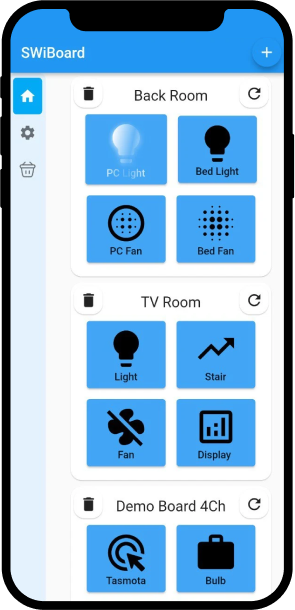 SWiBoard
Back Room
PC Light
Bed Light
PC Fan
Bed Fan
TV Room
Light
Stair
Fan
Display
Demo Board 4Ch
Tasmota
Bulb